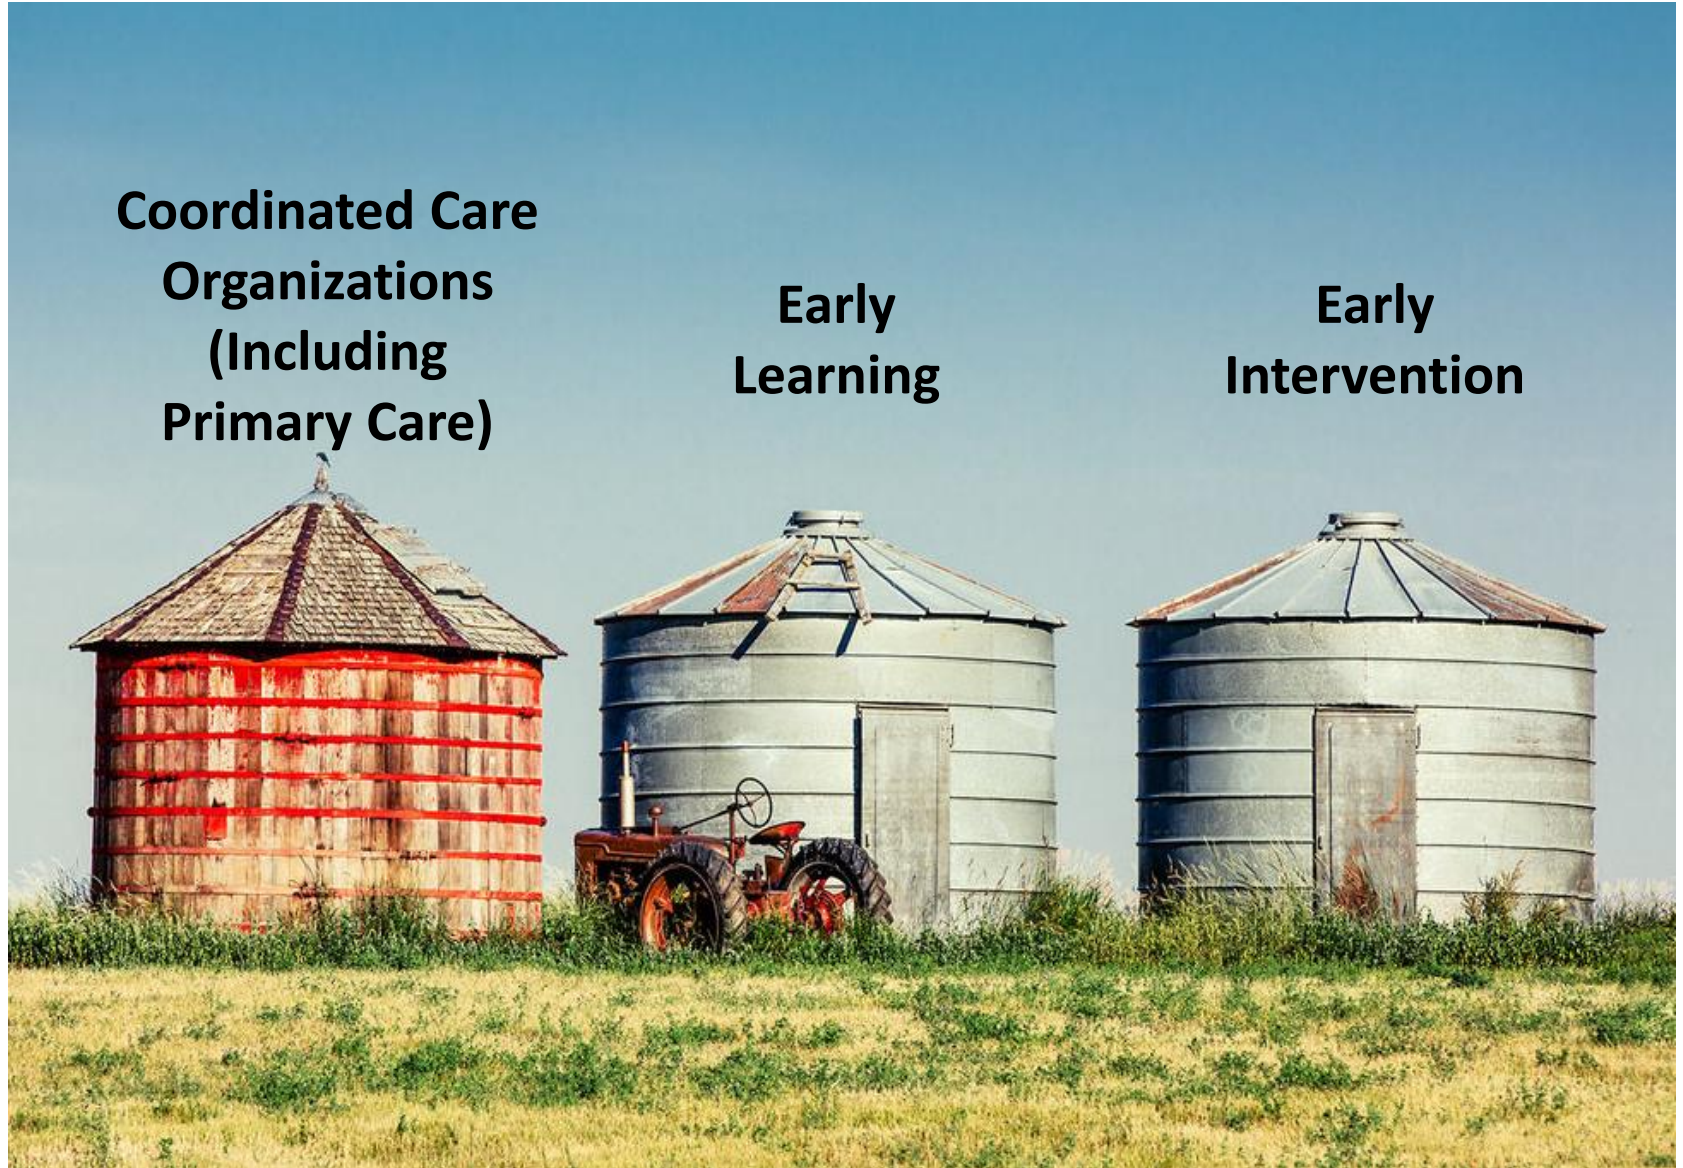 Coordinated Care
Organizations
(Including
Primary Care)
Early
Learning
Early
Intervention